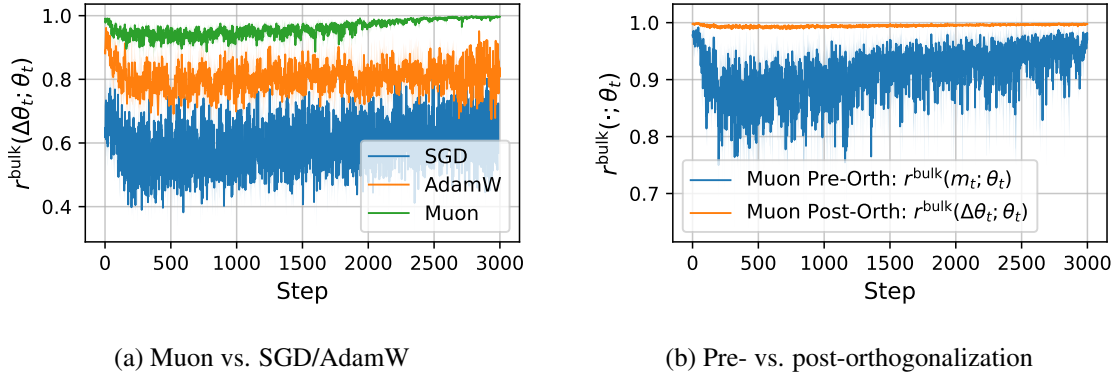 1.0
0.8
0.6
0.4
r^bulk(Δθ_t; θ_t)
SGD
AdamW
Muon
0 500 1000 1500 2000 2500 3000
Step
(a) Muon vs. SGD/AdamW
1.0
0.9
0.8
0.7
r^bulk(·; θ_t)
Muon Pre-Orth: r^bulk(m_t; θ_t)
Muon Post-Orth: r^bulk(Δθ_t; θ_t)
0 500 1000 1500 2000 2500 3000
Step
(b) Pre- vs. post-orthogonalization